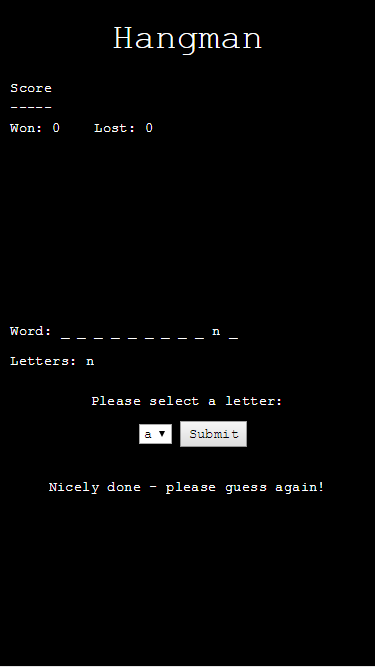 Hangman
Score
-----
Won: 0 Lost: 0
Word: _ _ _ _ _ _ _ _ _ n _
Letters: n
Please select a letter:
a ▼ Submit
Nicely done - please guess again!